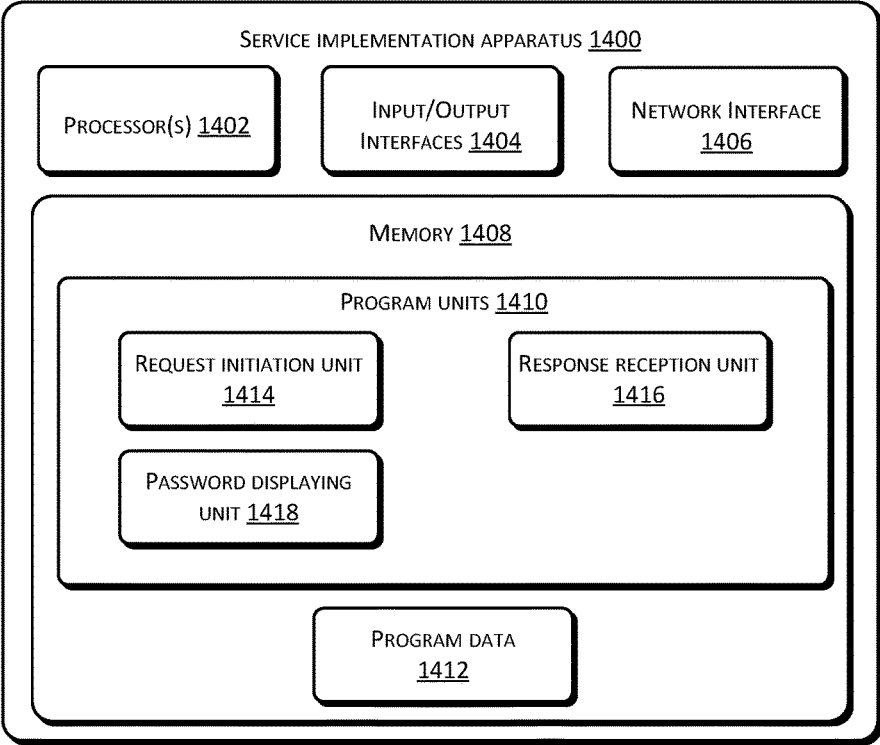 SERVICE IMPLEMENTATION APPARATUS 1400
PROCESSOR(S) 1402
INPUT/OUTPUT
INTERFACES 1404
NETWORK INTERFACE
1406
MEMORY 1408
PROGRAM UNITS 1410
REQUEST INITIATION UNIT
1414
RESPONSE RECEPTION UNIT
1416
PASSWORD DISPLAYING
UNIT 1418
PROGRAM DATA
1412